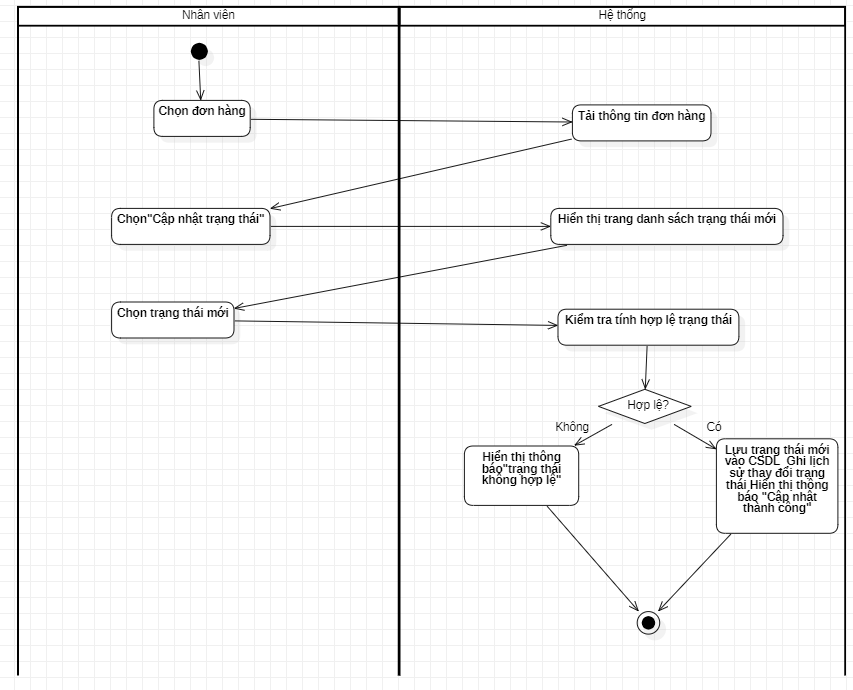 Nhân viên
Hệ thống
Chọn đơn hàng
Tải thông tin đơn hàng
Chọn"Cập nhật trạng thái"
Hiển thị trang danh sách trạng thái mới
Chọn trạng thái mới
Kiểm tra tính hợp lệ trạng thái
Hợp lệ?
Không
Có
Hiển thị thông
báo"trạng thái
không hợp lệ"
Lưu trạng thái mới
vào CSDL Ghi lịch
sử thay đổi trạng
thái Hiển thị thông
báo "Cập nhật
thành công"